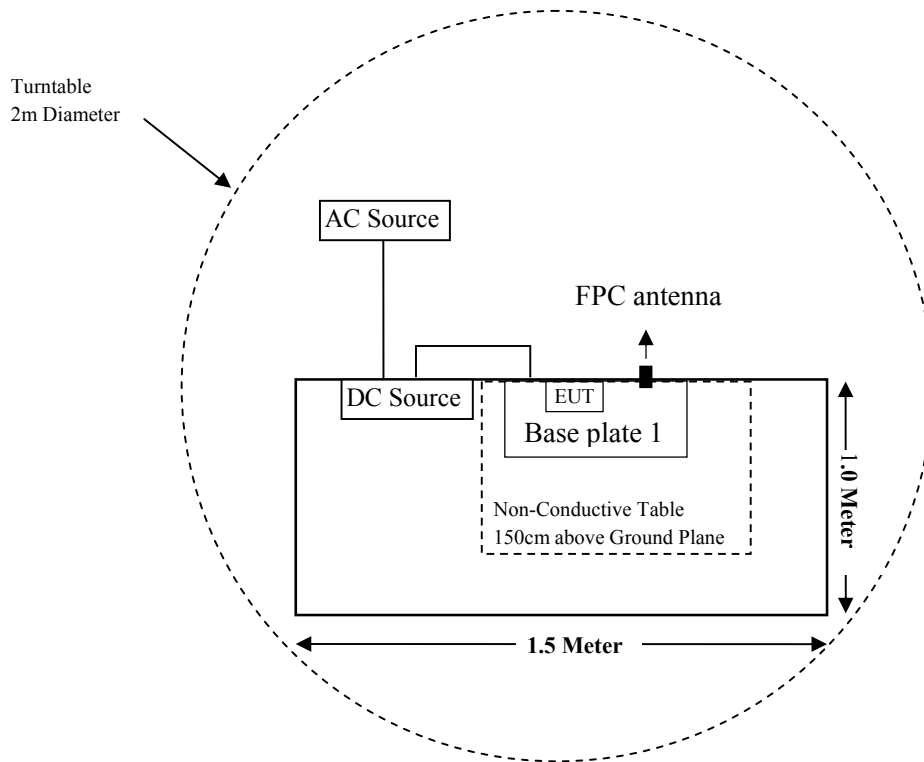 Turntable
2m Diameter
AC Source
FPC antenna
DC Source
EUT
Base plate 1
Non-Conductive Table
150cm above Ground Plane
1.0 Meter
1.5 Meter